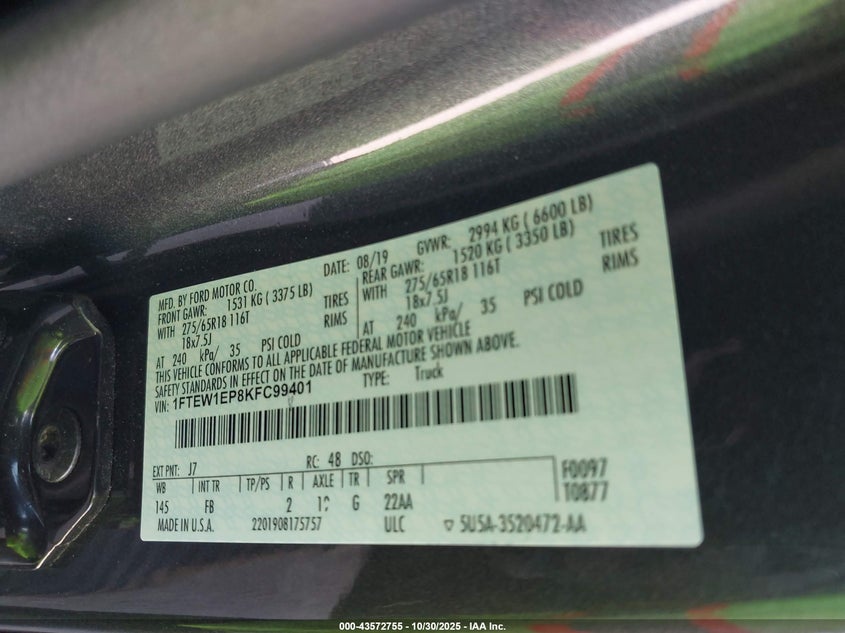 MFD. BY FORD MOTOR CO.
DATE: 08/19 GVWR: 2994 KG ( 6600 LB)
FRONT GAWR: 1531 KG ( 3375 LB)
REAR GAWR: 1520 KG ( 3350 LB)
WITH 275/65R18 116T TIRES
WITH 275/65R18 116T TIRES
18x7.5J RIMS
18x7.5J RIMS
AT 240 kPa/ 35 PSI COLD
AT 240 kPa/ 35 PSI COLD
THIS VEHICLE CONFORMS TO ALL APPLICABLE FEDERAL MOTOR VEHICLE
SAFETY STANDARDS IN EFFECT ON THE DATE OF MANUFACTURE SHOWN ABOVE.
VIN: 1FTEW1EP8KFC99401 TYPE: Truck
EXT PNT: J7 RC: 48 DSO:
WB INT TR TP/PS R AXLE TR SPR
145 FB 2 G 22AA
F0097
T0877
MADE IN U.S.A. 2201908175757 ULC 5U5A-3520472-AA
000-43572755 - 10/30/2025 - IAA Inc.